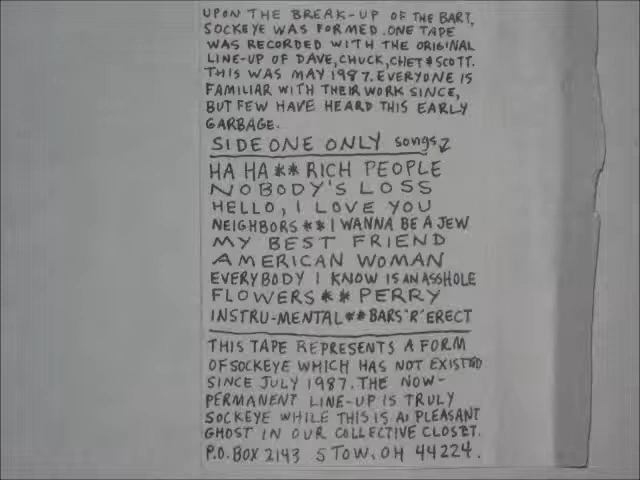 UPON THE BREAK-UP OF THE BART,
SOCKEYE WAS FORMED. ONE TAPE
WAS RECORDED WITH THE ORIGINAL
LINE-UP OF DAVE, CHUCK, CHET & SCOTT.
THIS WAS MAY 1987. EVERYONE IS
FAMILIAR WITH THEIR WORK SINCE,
BUT FEW HAVE HEARD THIS EARLY
GARBAGE.
SIDE ONE ONLY songs
HA HA ** RICH PEOPLE
NOBODY'S LOSS
HELLO, I LOVE YOU
NEIGHBORS ** I WANNA BE A JEW
MY BEST FRIEND
AMERICAN WOMAN
EVERYBODY I KNOW IS AN ASSHOLE
FLOWERS ** PERRY
INSTRU-MENTAL ** BARS 'R' ERECT
THIS TAPE REPRESENTS A FORM
OF SOCKEYE WHICH HAS NOT EXISTED
SINCE JULY 1987. THE NOW-
PERMANENT LINE-UP IS TRULY
SOCKEYE WHILE THIS IS A PLEASANT
GHOST IN OUR COLLECTIVE CLOSET.
P.O. BOX 2143 STOW, OH 44224.